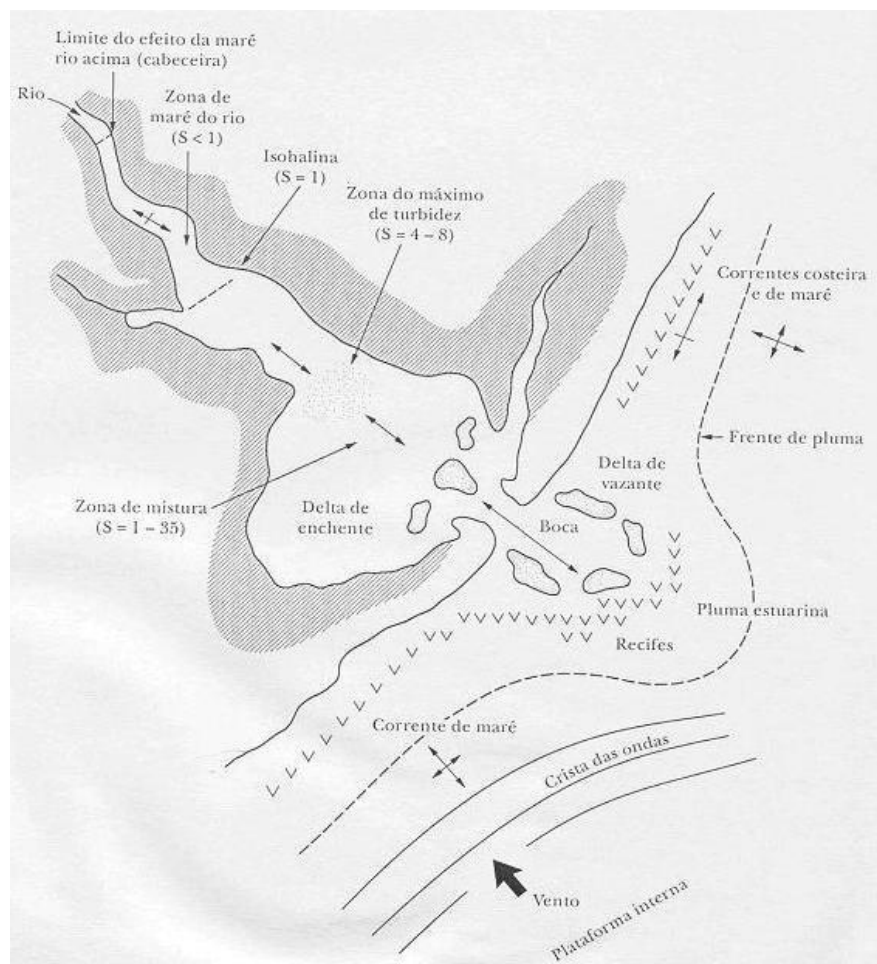 Limite do efeito da maré
rio acima (cabeceira)
Rio
Zona de
maré do rio
(S < 1)
Isohalina
(S = 1)
Zona do máximo
de turbidez
(S = 4 – 8)
Correntes costeira
e de maré
Frente de pluma
Delta de
vazante
Zona de mistura
(S = 1 – 35)
Delta de
enchente
Boca
Pluma estuarina
Recifes
Corrente de maré
Crista das ondas
Vento
Plataforma interna